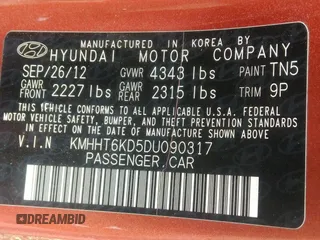 MANUFACTURED IN KOREA BY
HYUNDAI MOTOR COMPANY
SEP/26/12 GVWR 4343 lbs PAINT TN5
GAWR FRONT 2227 lbs GAWR REAR 2315 lbs TRIM 9P
THIS VEHICLE CONFORMS TO ALL APPLICABLE
FEDERAL MOTOR VEHICLE SAFETY, BUMPER, AND THEFT
PREVENTION STANDARDS IN EFFECT ON THE DATE OF
MANUFACTURE SHOWN ABOVE.
V.I.N KMHHT6KD5DU090317
PASSENGER CAR
DREAMBID